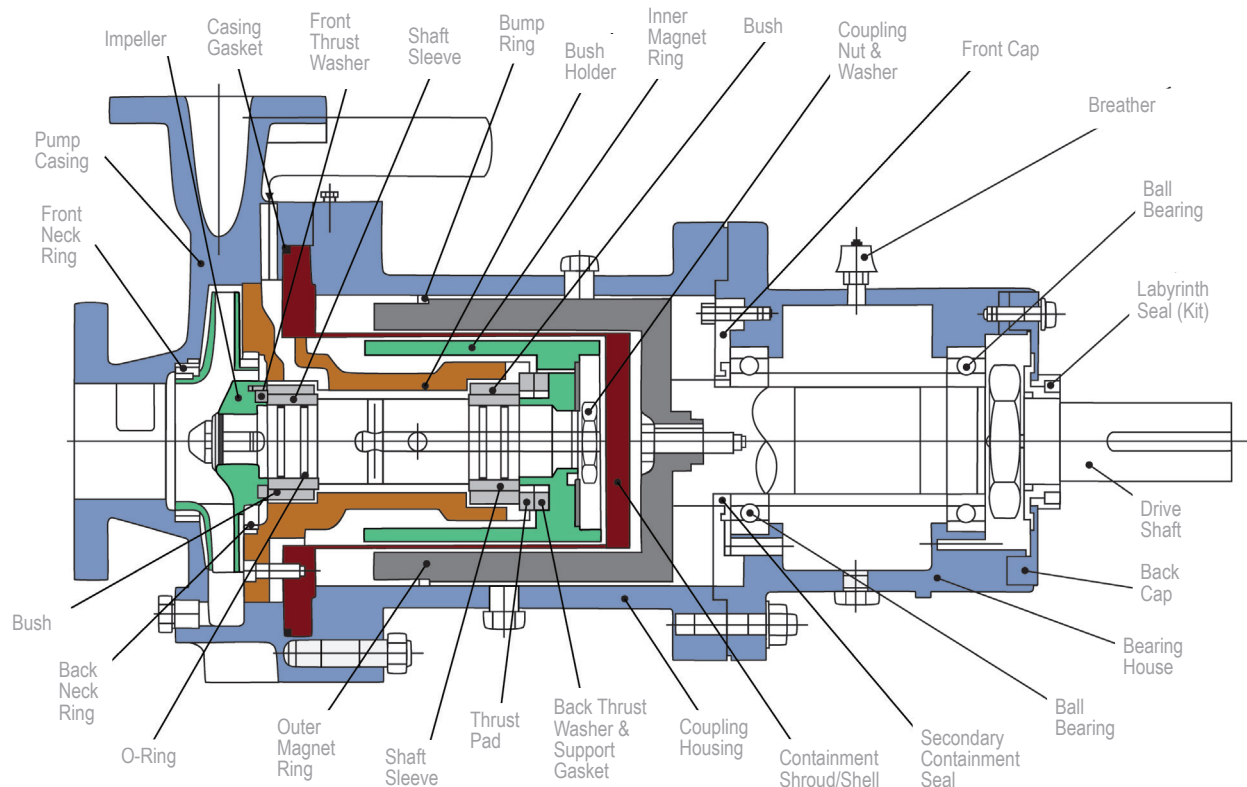 Impeller
Casing
Gasket
Front
Thrust
Washer
Shaft
Sleeve
Bump
Ring
Bush
Holder
Inner
Magnet
Ring
Bush
Coupling
Nut &
Washer
Front Cap
Breather
Pump
Casing
Ball
Bearing
Front
Neck
Ring
Labyrinth
Seal (Kit)
Drive
Shaft
Back
Cap
Bush
Bearing
House
Back
Neck
Ring
Ball
Bearing
O-Ring
Outer
Magnet
Ring
Shaft
Sleeve
Thrust
Pad
Back Thrust
Washer &
Support
Gasket
Coupling
Housing
Containment
Shroud/Shell
Secondary
Containment
Seal